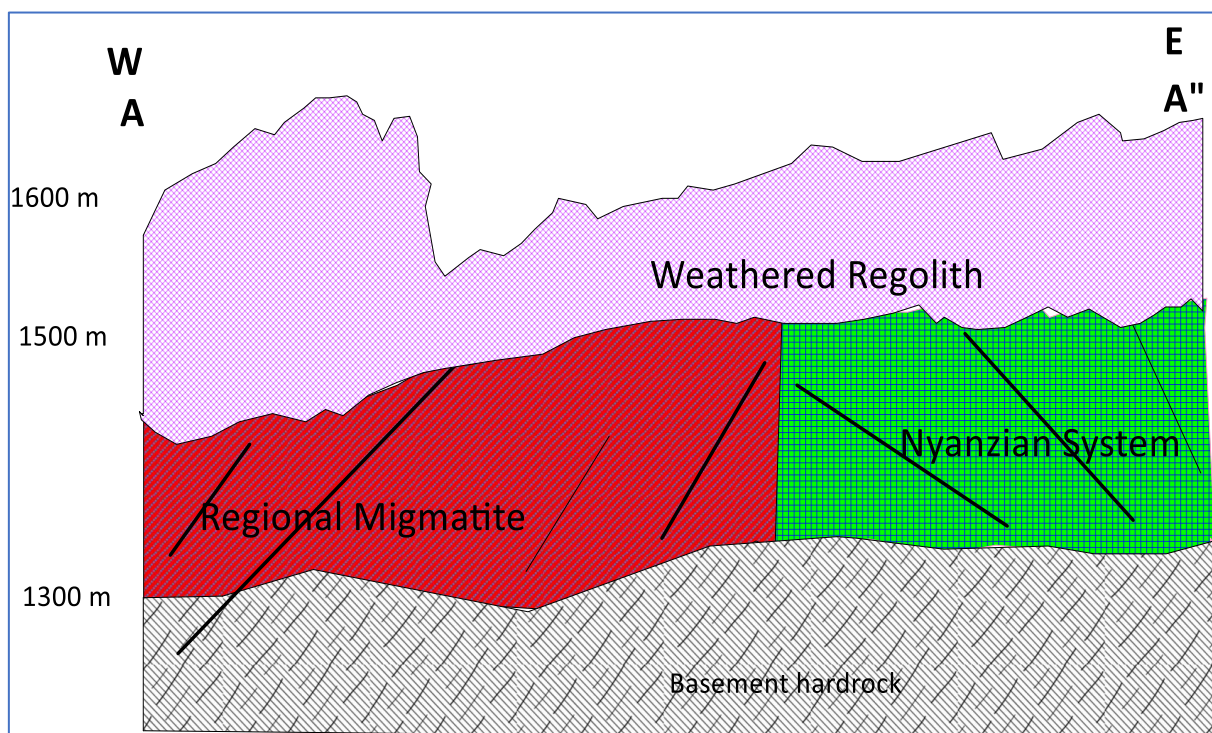 W
E
A
A"
1600 m
Weathered Regolith
1500 m
Nyanzian System
Regional Migmatite
1300 m
Basement hardrock